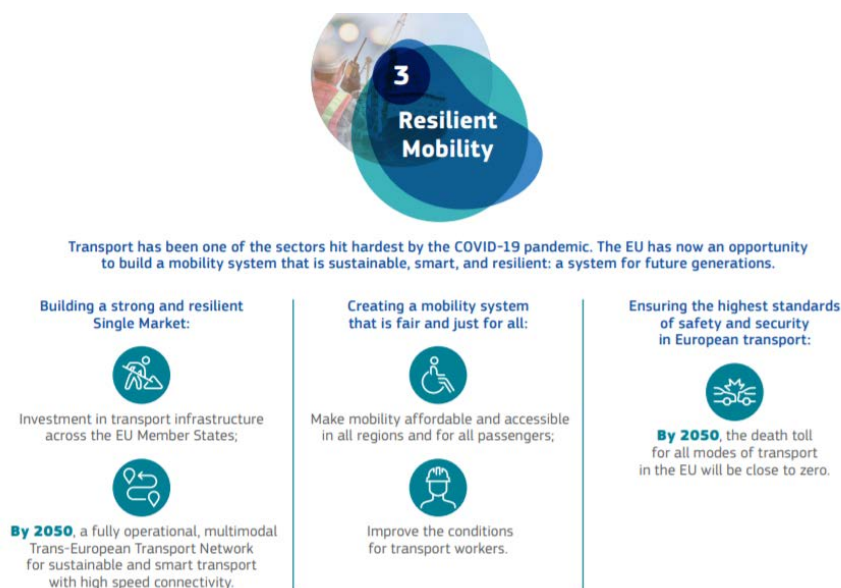 3
Resilient
Mobility
Transport has been one of the sectors hit hardest by the COVID-19 pandemic. The EU has now an opportunity
to build a mobility system that is sustainable, smart, and resilient: a system for future generations.
Building a strong and resilient
Single Market:
Investment in transport infrastructure
across the EU Member States;
By 2050, a fully operational, multimodal
Trans-European Transport Network
for sustainable and smart transport
with high speed connectivity.
Creating a mobility system
that is fair and just for all:
Make mobility affordable and accessible
in all regions and for all passengers;
Improve the conditions
for transport workers.
Ensuring the highest standards
of safety and security
in European transport:
By 2050, the death toll
for all modes of transport
in the EU will be close to zero.